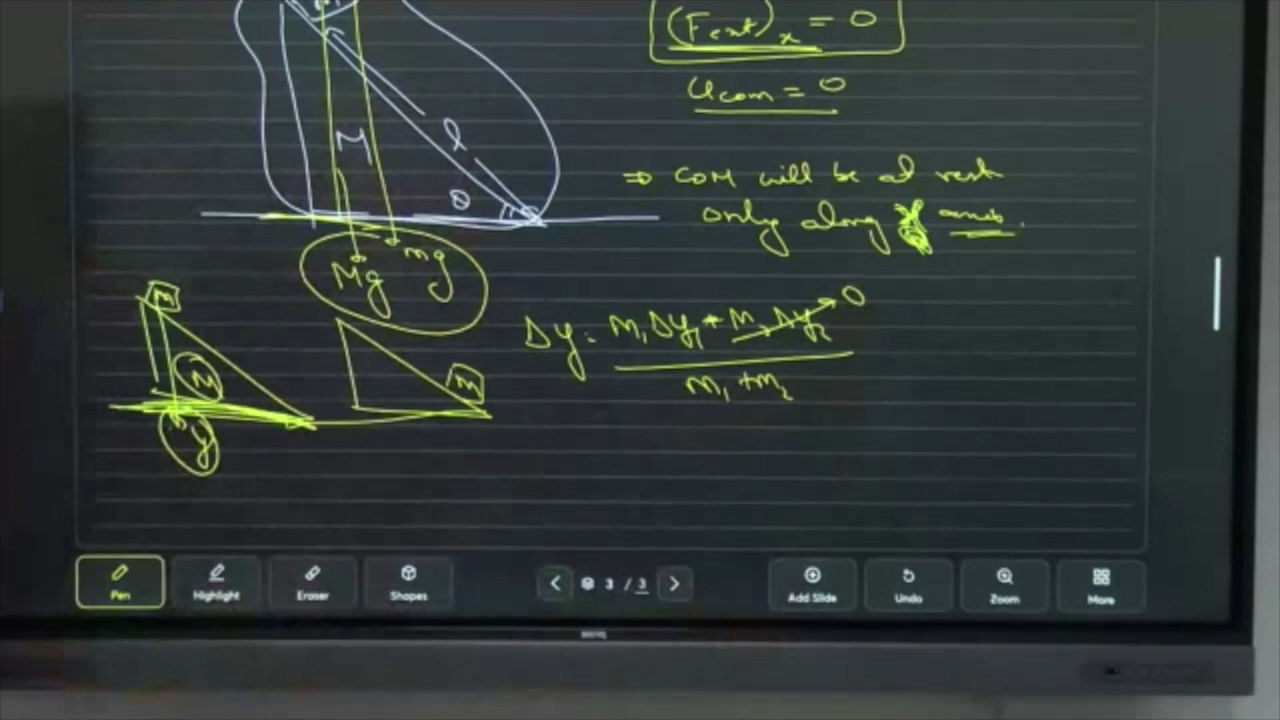 (Fext)x = 0
ucom = 0
M
l
θ
⇒ COM will be at rest
only along X axis.
Mg mg
m
M
y
m
Δy = m₁Δy₁ + m₂Δy₂→0
m₁ + m₂
Pen
Highlight
Eraser
Shapes
3 / 3
Add Slide
Undo
Zoom
More
BENQ